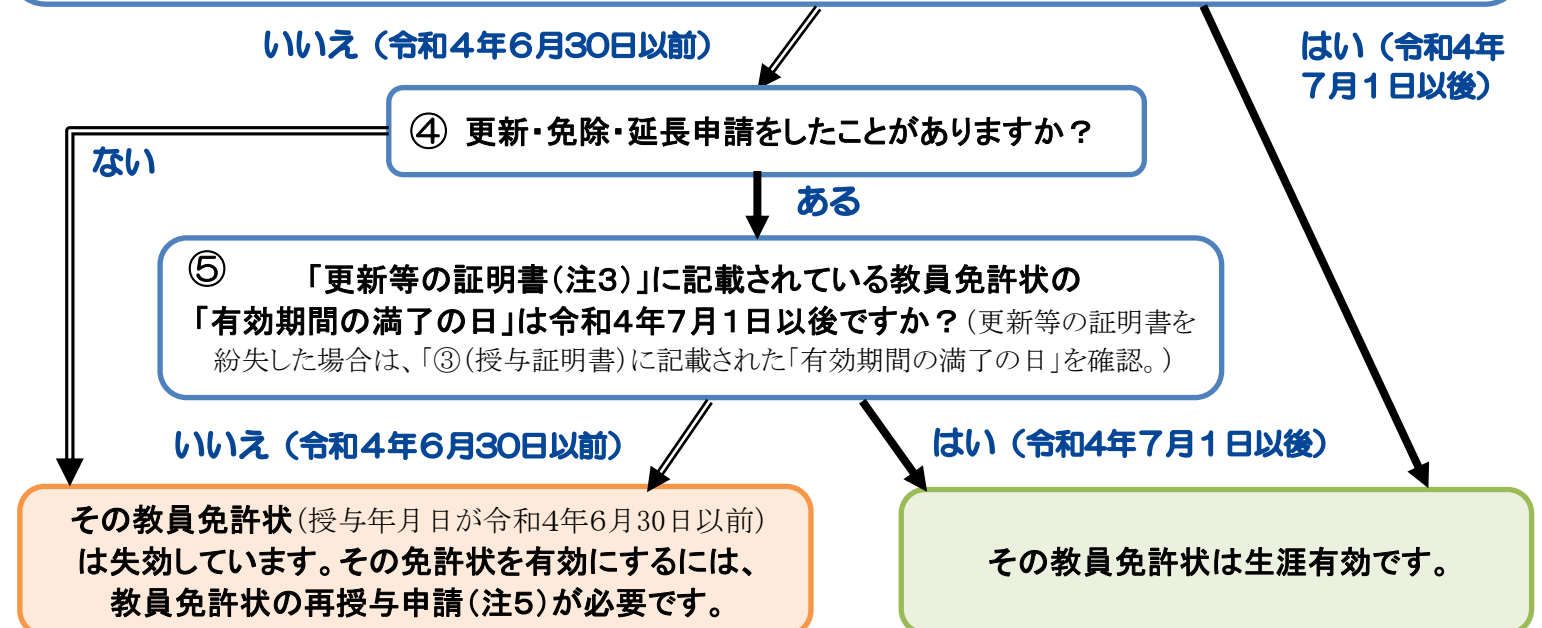 いいえ（令和４年６月30日以前）
はい（令和4年
７月１日以後）
④ 更新・免除・延長申請をしたことがありますか？
ない
ある
⑤ 「更新等の証明書（注３）」に記載されている教員免許状の
「有効期間の満了の日」は令和４年７月１日以後ですか？（更新等の証明書を
紛失した場合は、「③（授与証明書）に記載された「有効期間の満了の日」を確認。）
いいえ（令和４年６月30日以前）
はい（令和4年７月１日以後）
その教員免許状（授与年月日が令和4年6月30日以前）
は失効しています。その免許状を有効にするには、
教員免許状の再授与申請（注５）が必要です。
その教員免許状は生涯有効です。